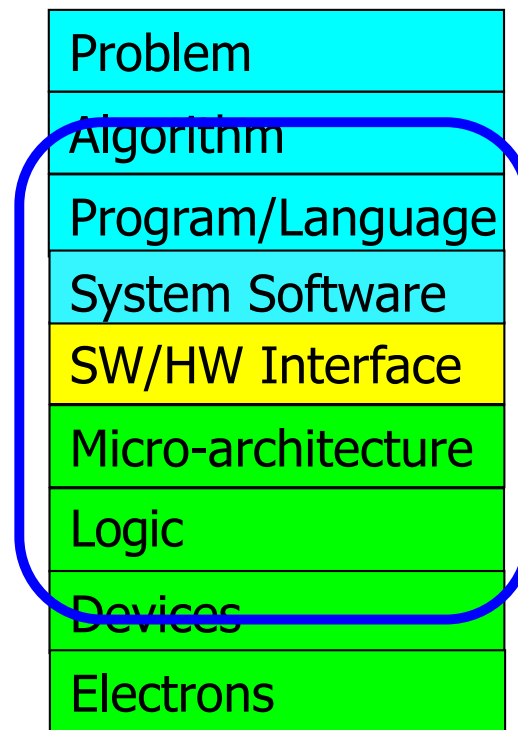 Problem
Algorithm
Program/Language
System Software
SW/HW Interface
Micro-architecture
Logic
Devices
Electrons